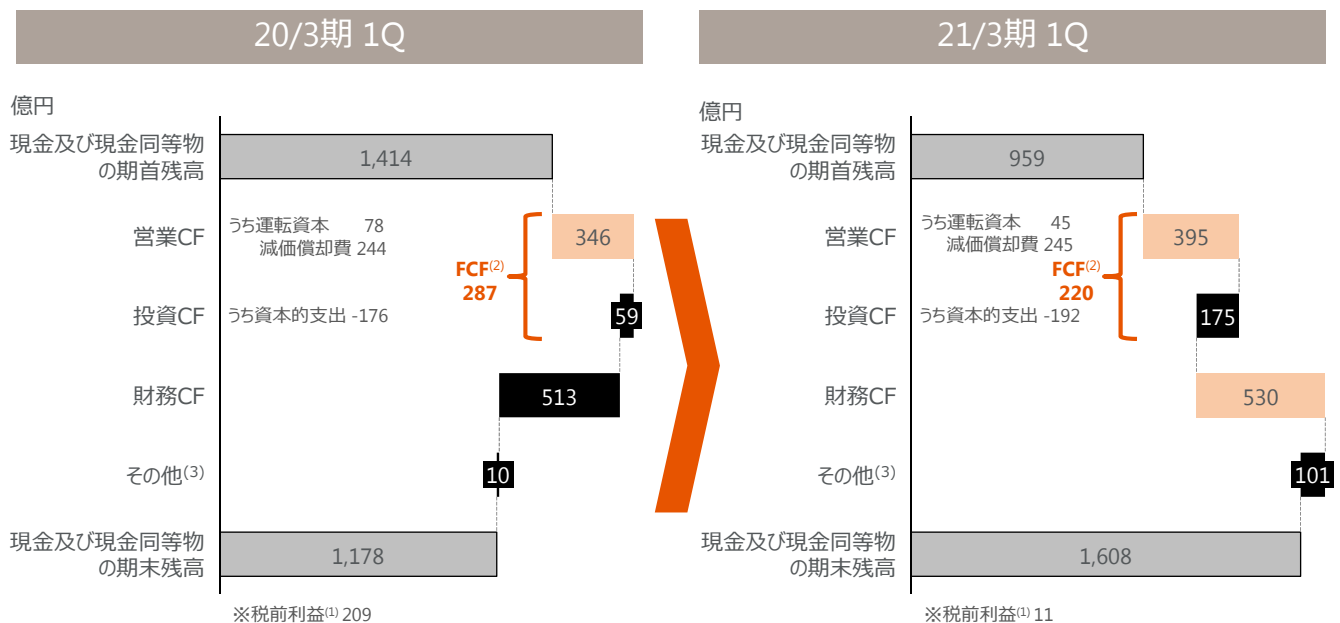 20/3期 1Q
億円
現金及び現金同等物
の期首残高
1,414
営業CF
うち運転資本 78
減価償却費 244
346
FCF(2)
287
投資CF
うち資本的支出 -176
59
財務CF
513
その他(3)
10
現金及び現金同等物
の期末残高
1,178
※税前利益(1) 209
21/3期 1Q
億円
現金及び現金同等物
の期首残高
959
営業CF
うち運転資本 45
減価償却費 245
395
FCF(2)
220
投資CF
うち資本的支出 -192
175
財務CF
530
その他(3)
101
現金及び現金同等物
の期末残高
1,608
※税前利益(1) 11